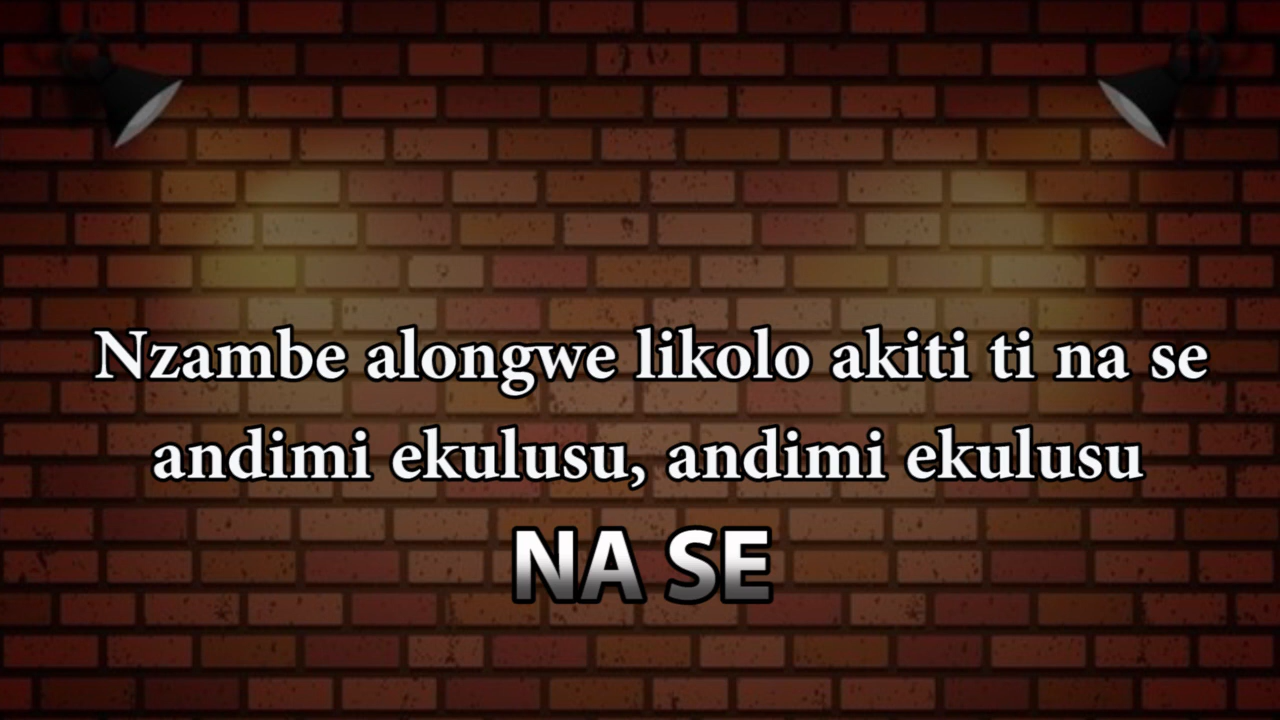 Nzambe alongwe likolo akiti ti na se
andimi ekulusu, andimi ekulusu
NA SE